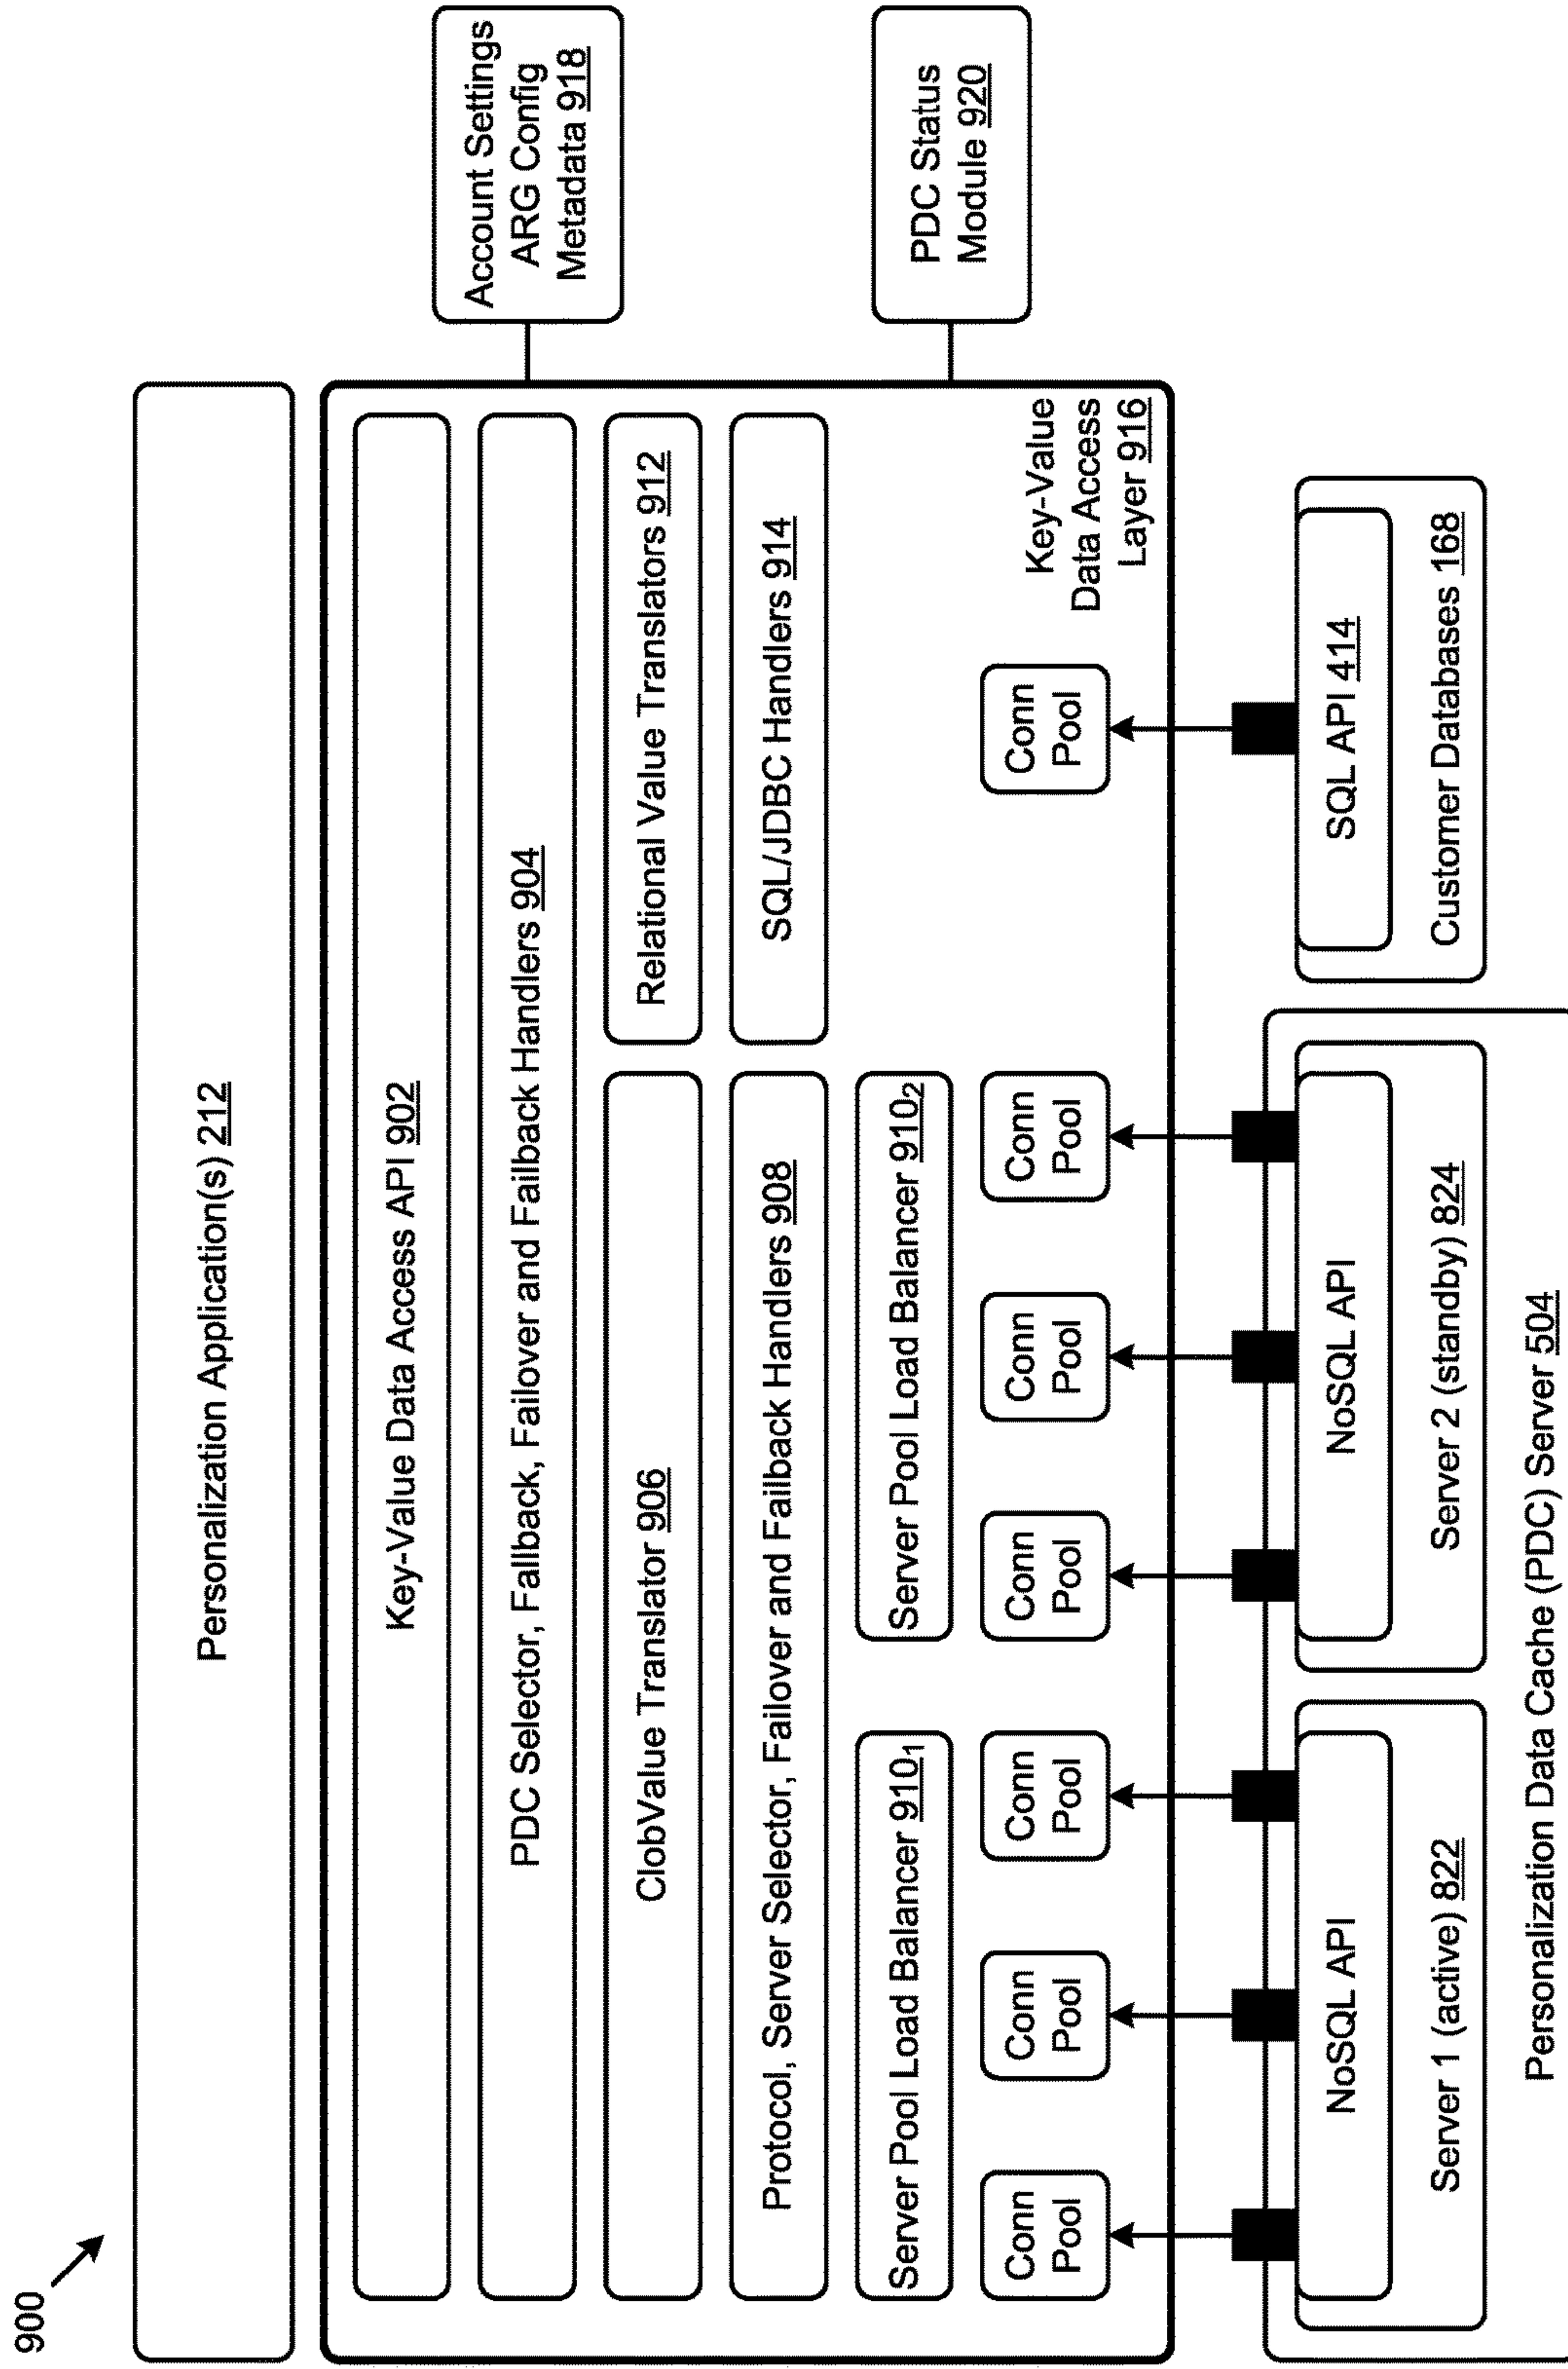 900
Personalization Application(s) 212
Key-Value Data Access API 902
PDC Selector, Fallback, Failover and Failback Handlers 904
ClobValue Translator 906
Relational Value Translators 912
Protocol, Server Selector, Failover and Failback Handlers 908
SQL/JDBC Handlers 914
Server Pool Load Balancer 910₁
Server Pool Load Balancer 910₂
Conn
Pool
Conn
Pool
Conn
Pool
Conn
Pool
Conn
Pool
Conn
Pool
Conn
Pool
Key-Value
Data Access
Layer 916
Account Settings
ARG Config
Metadata 918
PDC Status
Module 920
NoSQL API
Server 1 (active) 822
NoSQL API
Server 2 (standby) 824
Personalization Data Cache (PDC) Server 504
SQL API 414
Customer Databases 168